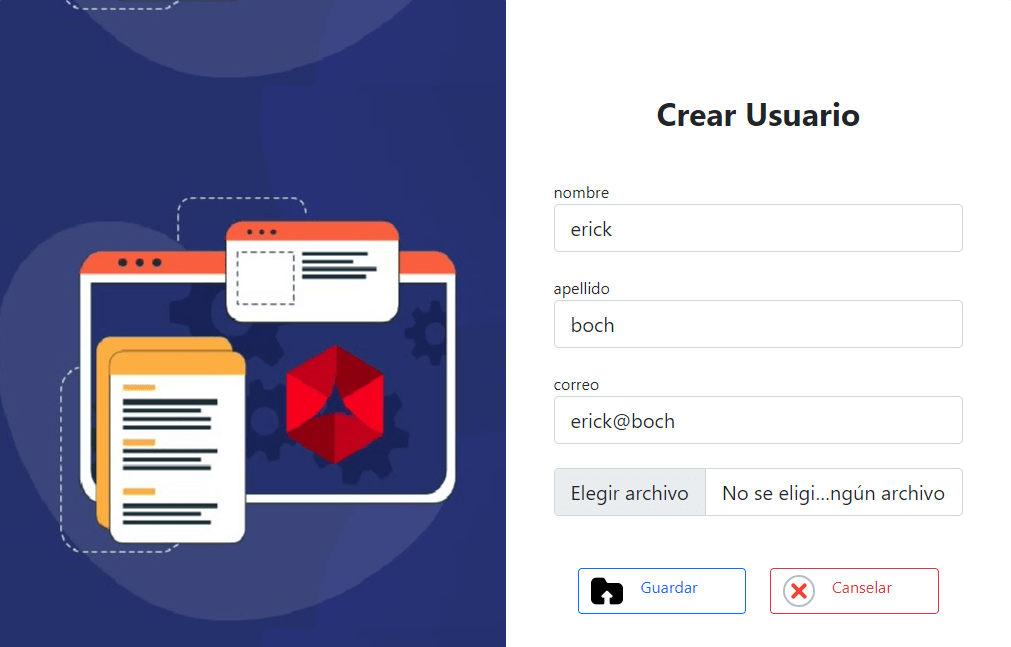 Crear Usuario
nombre
erick
apellido
boch
correo
erick@boch
Elegir archivo No se eligi...ngún archivo
Guardar Canselar